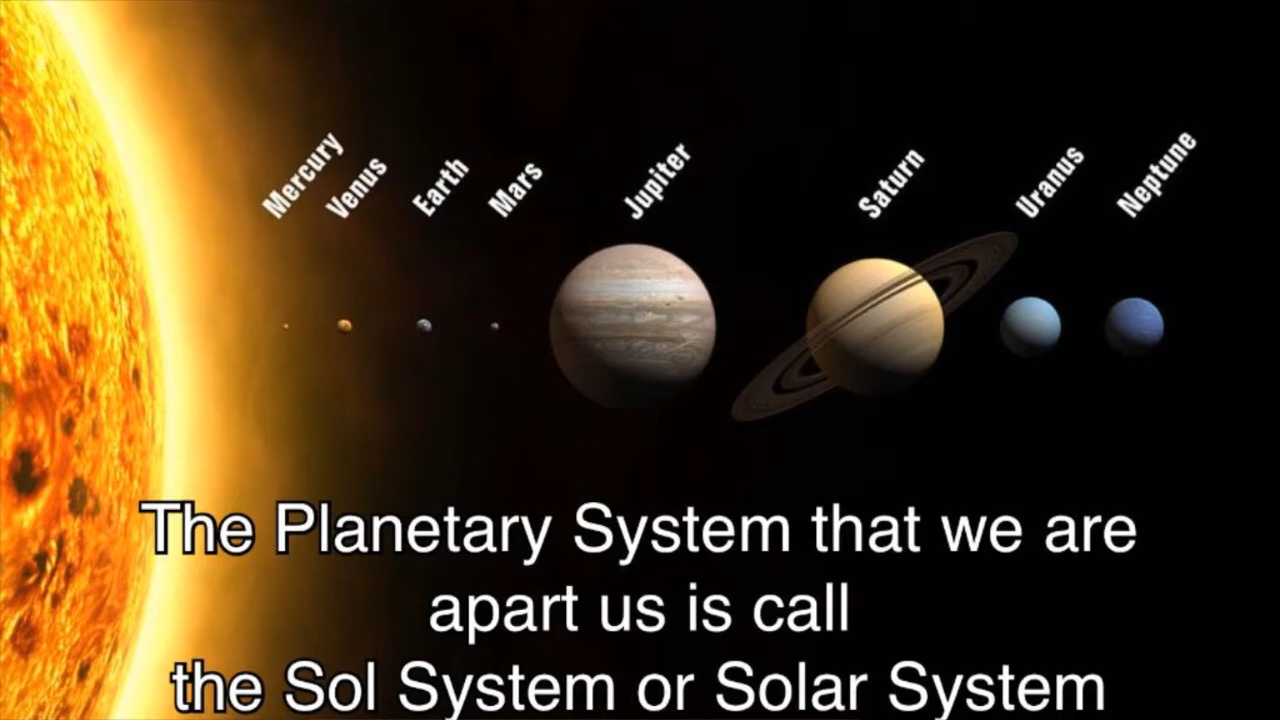 Mercury
Venus
Earth
Mars
Jupiter
Saturn
Uranus
Neptune
The Planetary System that we are
apart us is call
the Sol System or Solar System